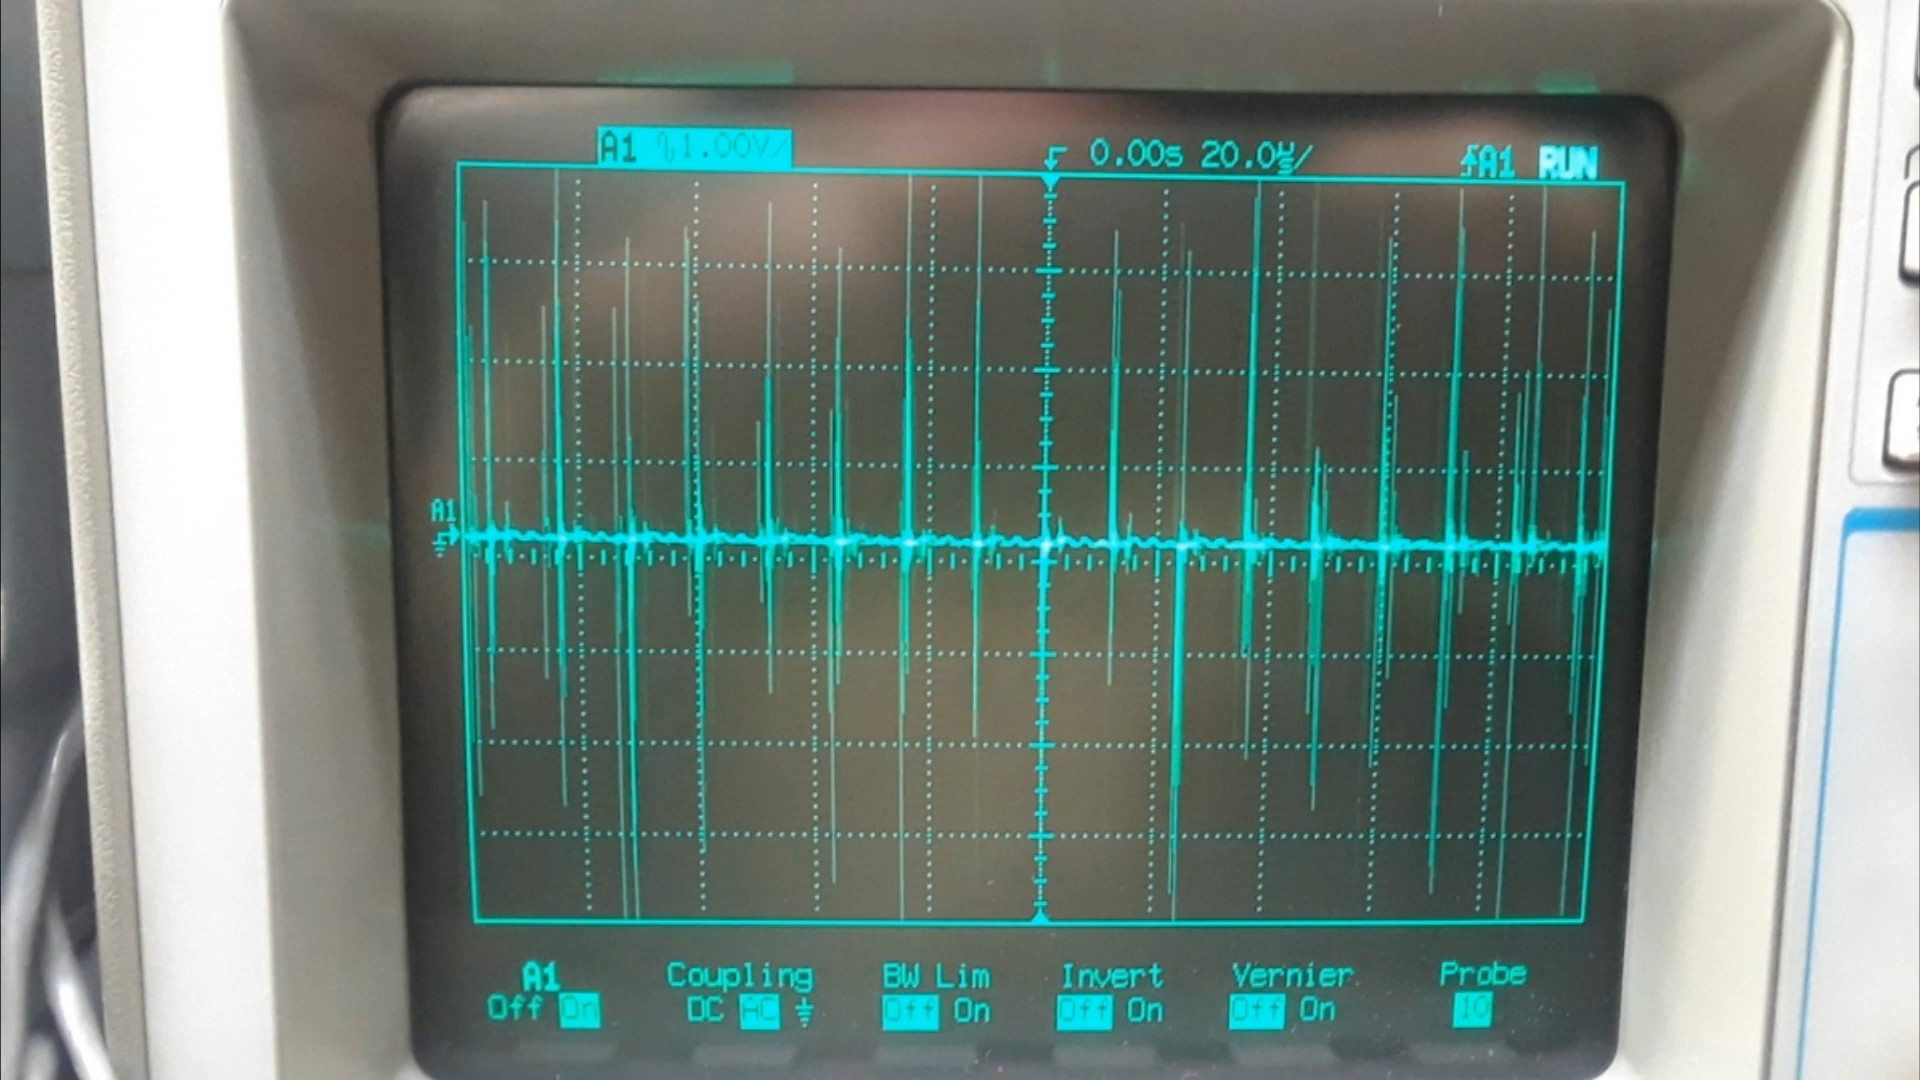 A1 ∿1.00V/ 0.00s 20.0µs/ A1 RUN
A1
A1 Coupling BW Lim Invert Vernier Probe
Off On DC AC Off On Off On Off On 10